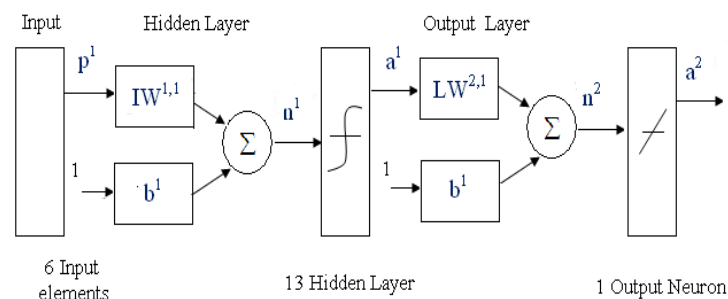 Input
Hidden Layer
Output Layer
p¹
IW¹,¹
Σ
n¹
a¹
LW²,¹
Σ
n²
a²
1
b¹
1
b¹
6 Input
elements
13 Hidden Layer
1 Output Neuron